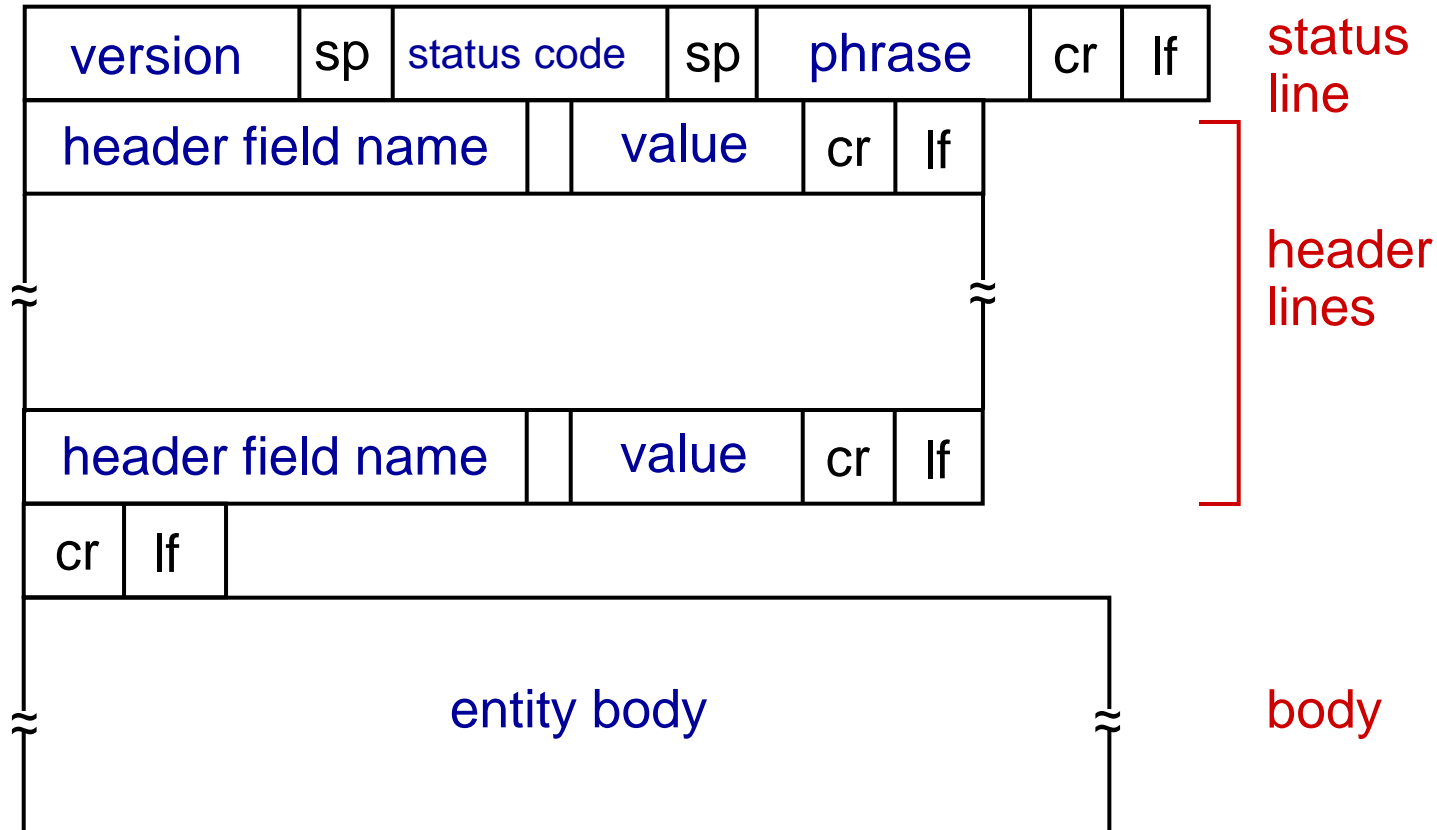 version sp status code sp phrase cr lf
status
line
header field name value cr lf
header
lines
header field name value cr lf
cr lf
entity body
body